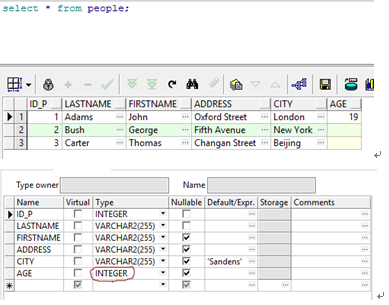 select * from people;
ID_P LASTNAME FIRSTNAME ADDRESS CITY AGE
1 1 Adams John Oxford Street London 19
2 2 Bush George Fifth Avenue New York
3 3 Carter Thomas Changan Street Beijing
Type owner Name
Name Virtual Type Nullable Default/Expr. Storage Comments
ID_P INTEGER
LASTNAME VARCHAR2(255)
FIRSTNAME VARCHAR2(255)
ADDRESS VARCHAR2(255)
CITY VARCHAR2(255) 'Sandens'
AGE INTEGER